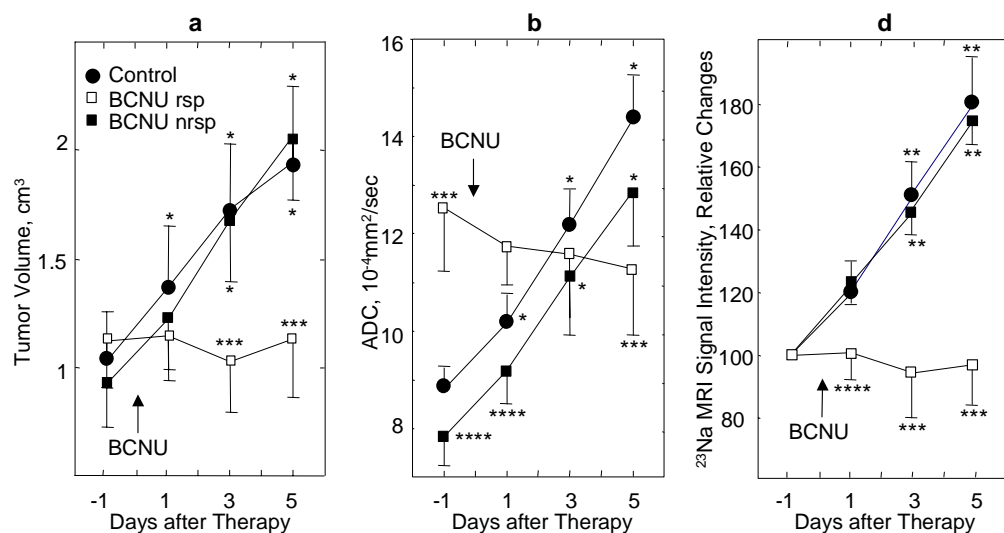 a
Tumor Volume, cm³
2
1.5
1
Control
BCNU rsp
BCNU nrsp
*
*
*
*
*
***
***
BCNU
-1 1 3 5
Days after Therapy
b
ADC, 10⁻⁴mm²/sec
16
14
12
10
8
BCNU
***
*
*
*
*
*
***
****
****
-1 1 3 5
Days after Therapy
d
²³Na MRI Signal Intensity, Relative Changes
180
160
140
120
100
80
**
**
**
**
BCNU
****
***
***
-1 1 3 5
Days after Therapy